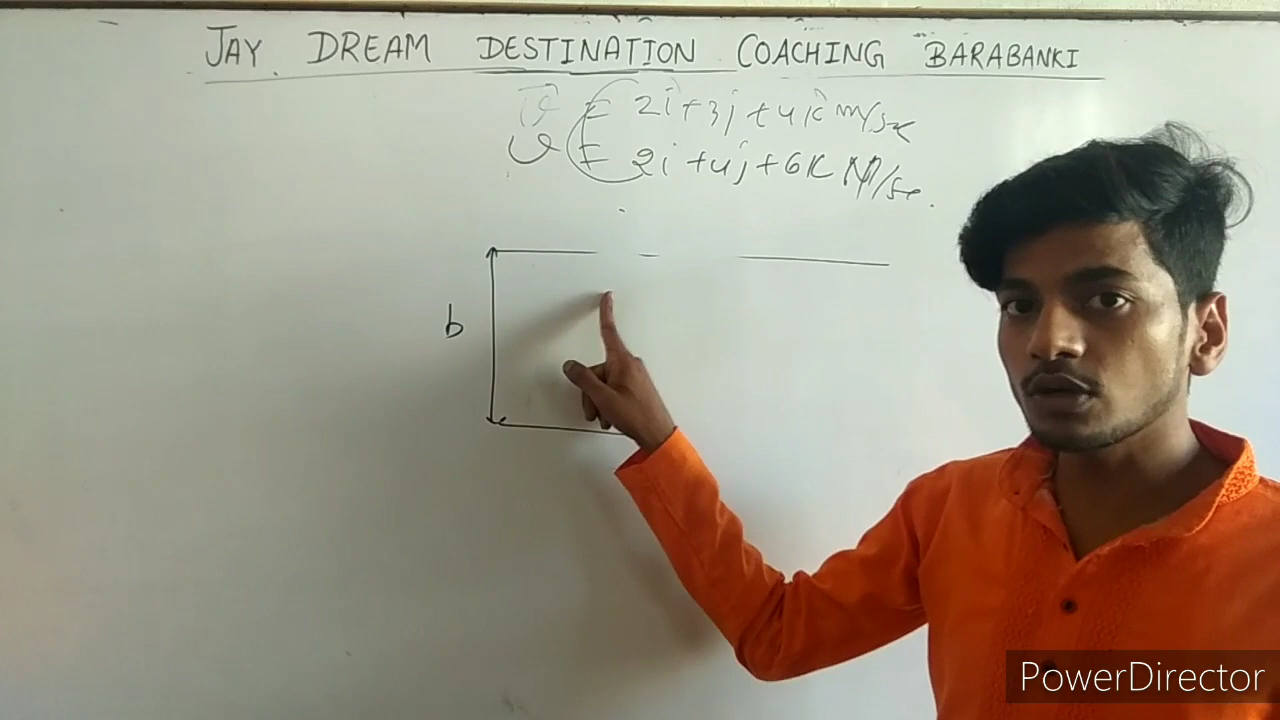 JAY DREAM DESTINATION COACHING BARABANKI
= 2i + 3j + 4k m/sec
= 2i + 4j + 6k m/sec.
b
PowerDirector